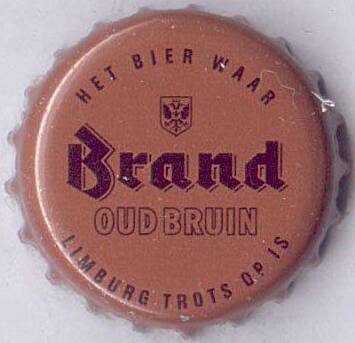 HET BIER WAAR
Brand
OUD BRUIN
LIMBURG TROTS OP IS